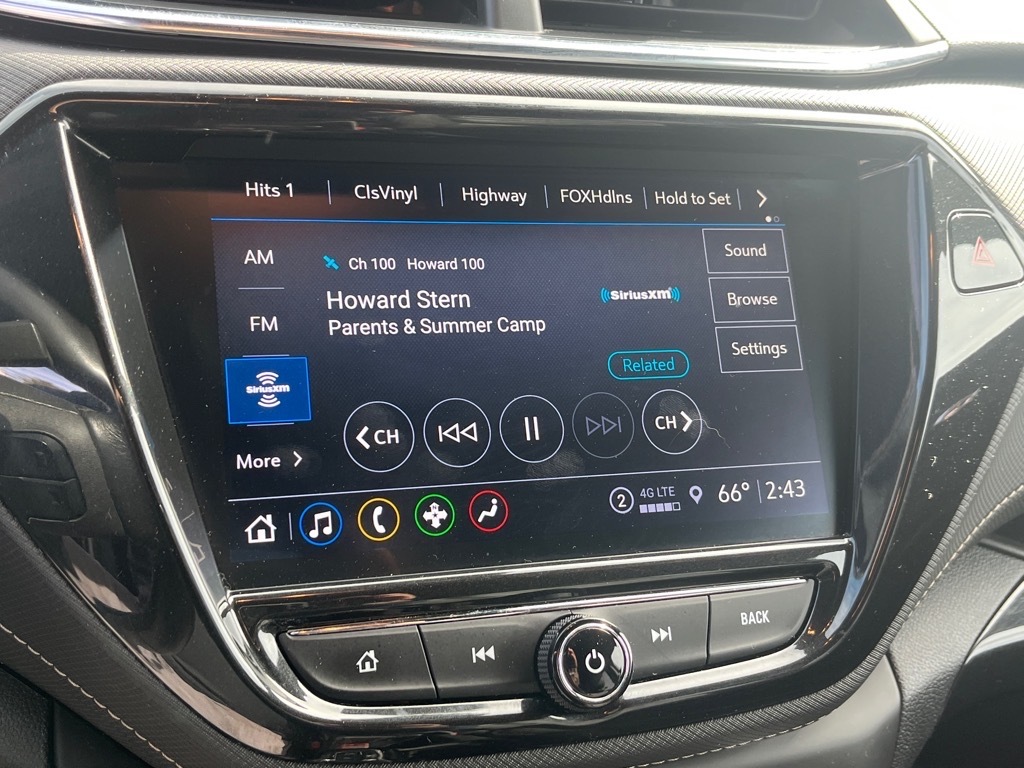 Hits 1 ClsVinyl Highway FOXHdlns Hold to Set
AM
Ch 100 Howard 100
Sound
Howard Stern
SiriusXM
Browse
FM
Parents & Summer Camp
Settings
Related
SiriusXM
CH
CH
More
2 4G LTE 66° 2:43
BACK